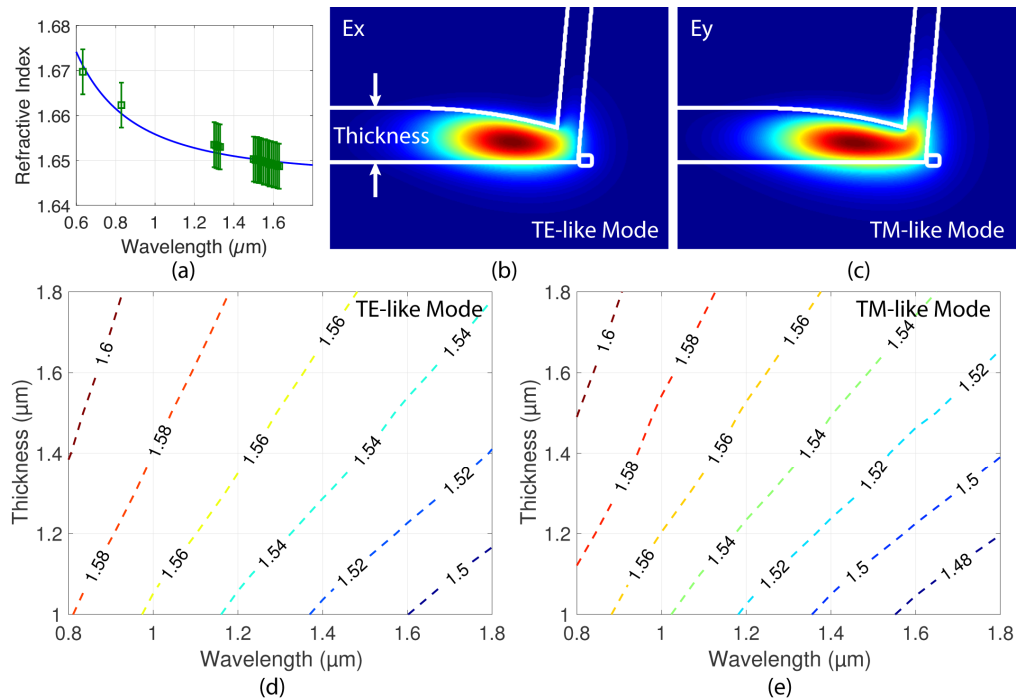 1.68
1.67
1.66
1.65
1.64
Refractive Index
0.6 0.8 1 1.2 1.4 1.6
Wavelength (µm)
(a)
Ex
Thickness
TE-like Mode
(b)
Ey
TM-like Mode
(c)
TE-like Mode
1.8
1.6
1.4
1.2
1
Thickness (µm)
1.6
1.58
1.58
1.56
1.56
1.56
1.54
1.54
1.54
1.52
1.52
1.5
0.8 1 1.2 1.4 1.6 1.8
Wavelength (µm)
(d)
TM-like Mode
1.8
1.6
1.4
1.2
1
Thickness (µm)
1.6
1.58
1.58
1.56
1.56
1.56
1.54
1.54
1.54
1.52
1.52
1.52
1.5
1.5
1.48
0.8 1 1.2 1.4 1.6 1.8
Wavelength (µm)
(e)